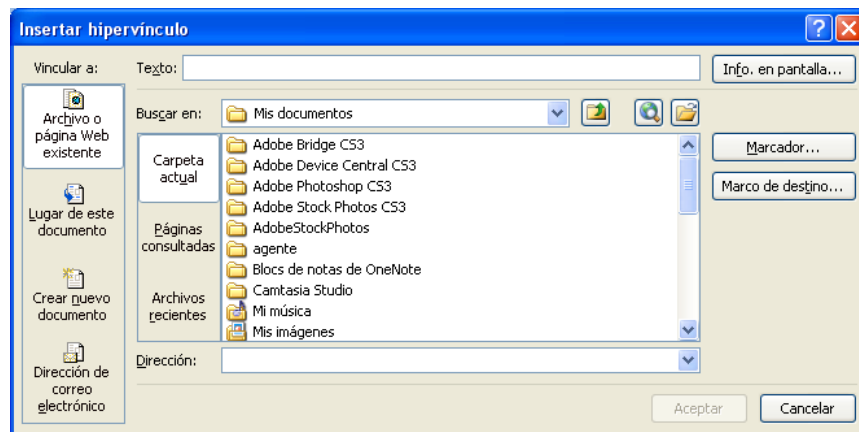 Insertar hipervínculo
Vincular a:
Texto:
Info. en pantalla...
Archivo o
página Web
existente
Buscar en:
Mis documentos
Carpeta
actual
Adobe Bridge CS3
Adobe Device Central CS3
Adobe Photoshop CS3
Adobe Stock Photos CS3
AdobeStockPhotos
agente
Blocs de notas de OneNote
Camtasia Studio
Mi música
Mis imágenes
Marcador...
Marco de destino...
Lugar de este
documento
Páginas
consultadas
Crear nuevo
documento
Archivos
recientes
Dirección de
correo
electrónico
Dirección:
Aceptar
Cancelar